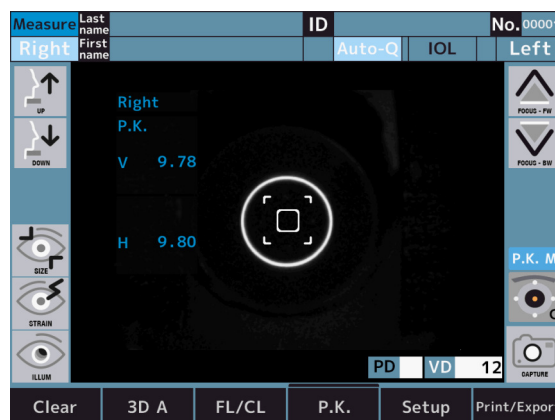 Measure Last name ID No. 00001
Right First name Auto-Q IOL Left
UP
FOCUS - FW
Right
P.K.
DOWN
FOCUS - BW
V 9.78
H 9.80
SIZE
P.K. M
STRAIN
ILLUM
CAPTURE
PD VD 12
Clear 3D A FL/CL P.K. Setup Print/Expor